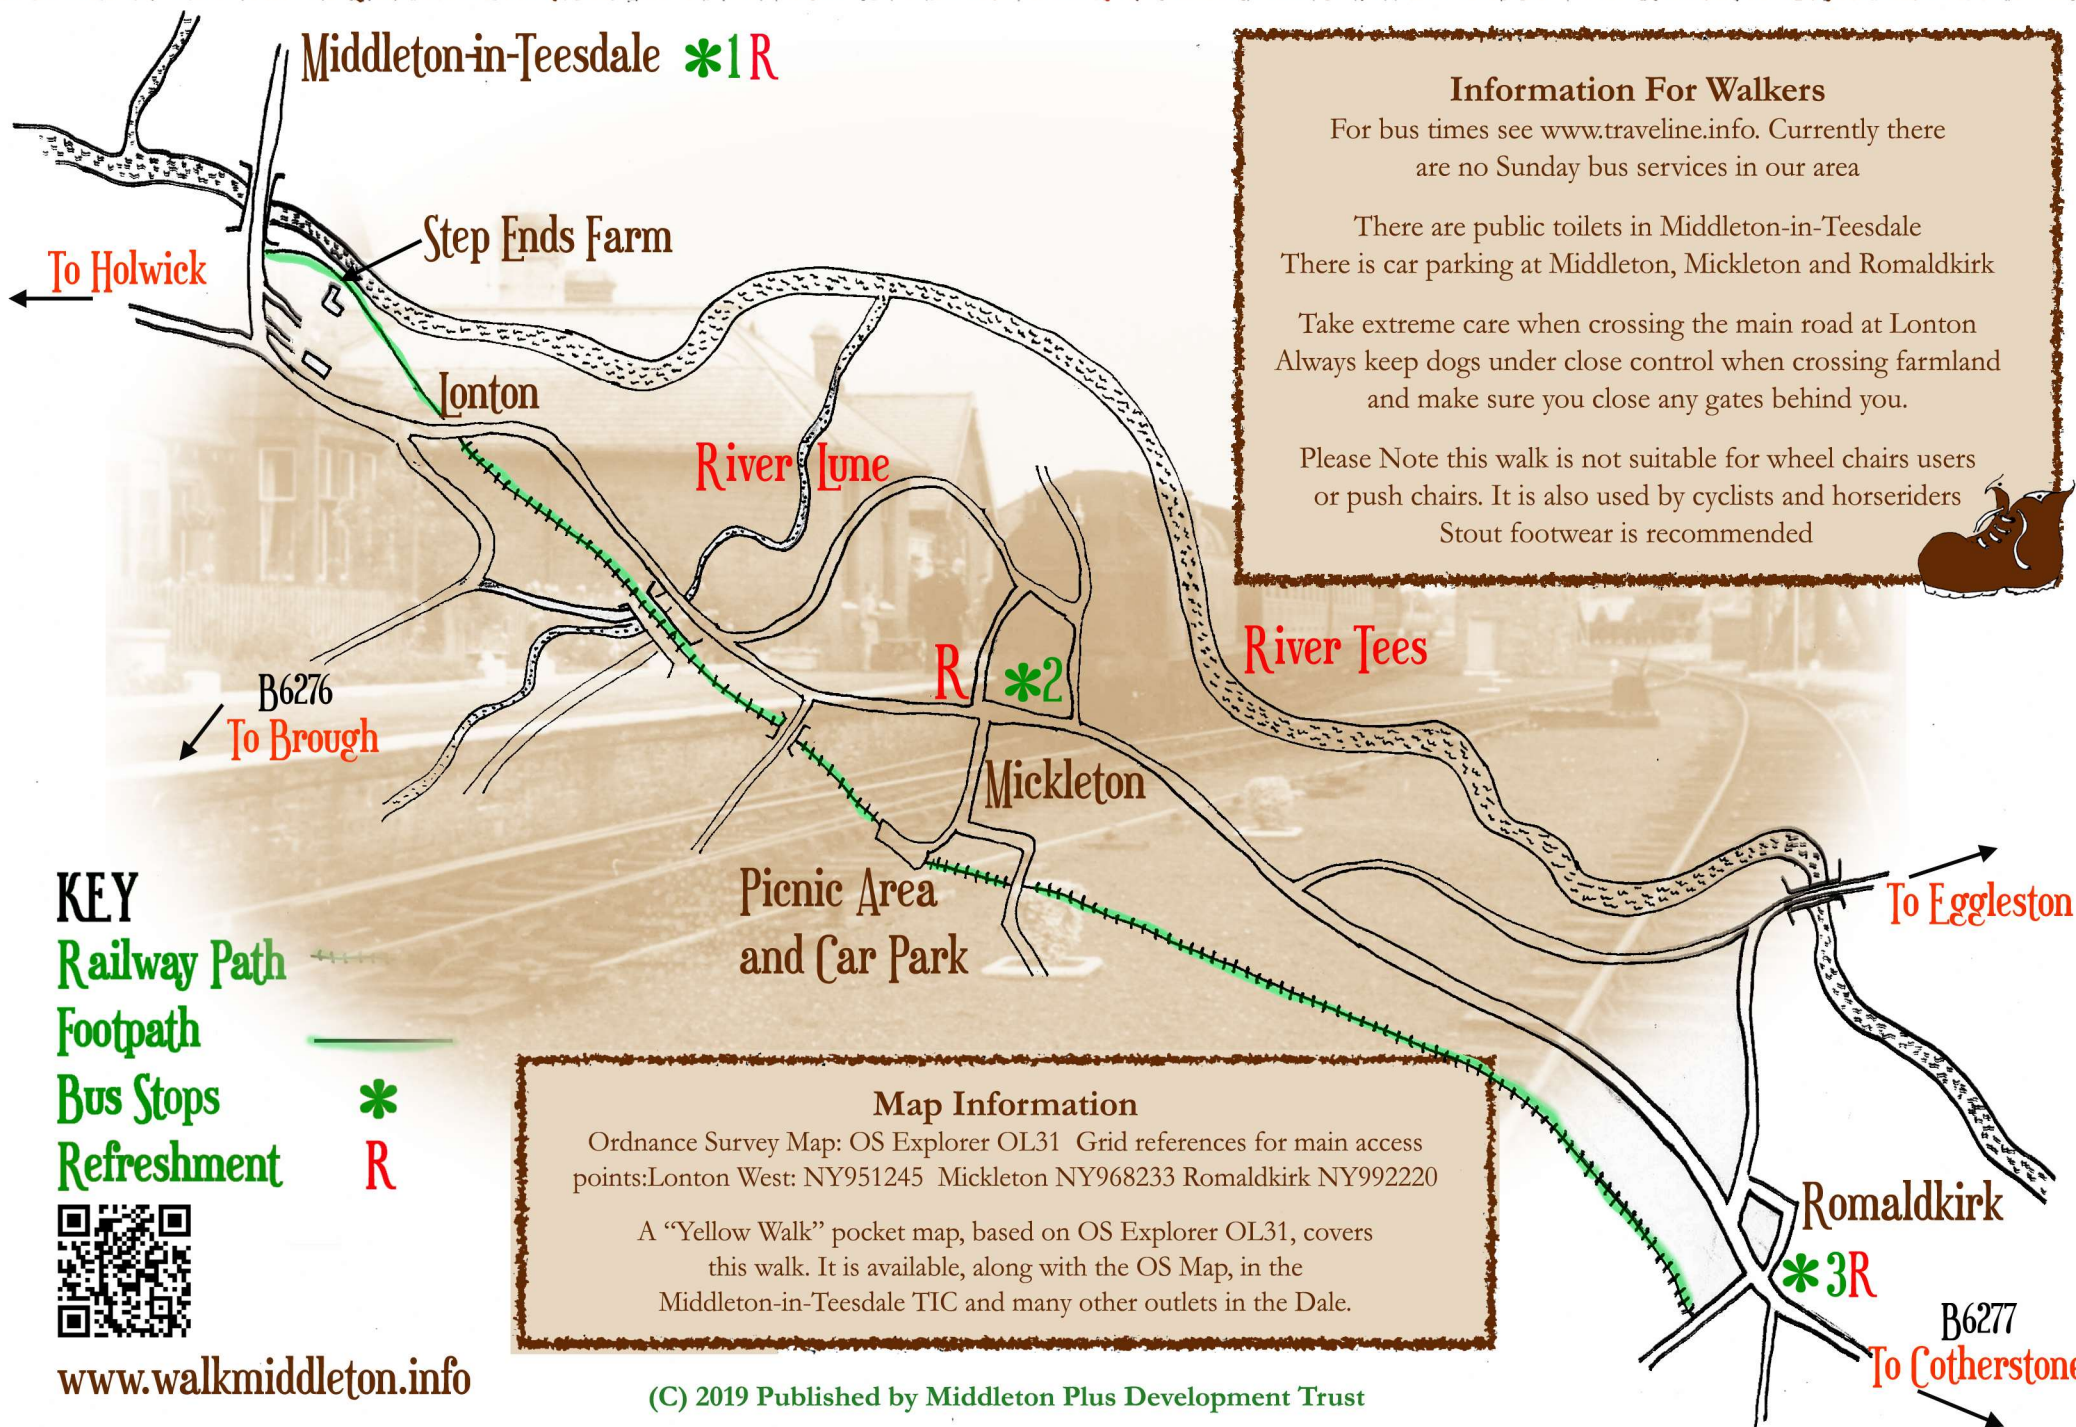 Middleton-in-Teesdale *1 R
Information For Walkers
For bus times see www.traveline.info. Currently there
are no Sunday bus services in our area
There are public toilets in Middleton-in-Teesdale
There is car parking at Middleton, Mickleton and Romaldkirk
Take extreme care when crossing the main road at Lonton
Always keep dogs under close control when crossing farmland
and make sure you close any gates behind you.
Please Note this walk is not suitable for wheel chairs users
or push chairs. It is also used by cyclists and horseriders
Stout footwear is recommended
Step Ends Farm
To Holwick
Lonton
River Lune
River Tees
R
*2
B6276
To Brough
Mickleton
Picnic Area
and Car Park
To Eggleston
KEY
Railway Path
Footpath
Bus Stops *
Refreshment R
Map Information
Ordnance Survey Map: OS Explorer OL31 Grid references for main access
points:Lonton West: NY951245 Mickleton NY968233 Romaldkirk NY992220
A “Yellow Walk” pocket map, based on OS Explorer OL31, covers
this walk. It is available, along with the OS Map, in the
Middleton-in-Teesdale TIC and many other outlets in the Dale.
Romaldkirk
*3R
B6277
To Cotherstone
www.walkmiddleton.info
(C) 2019 Published by Middleton Plus Development Trust